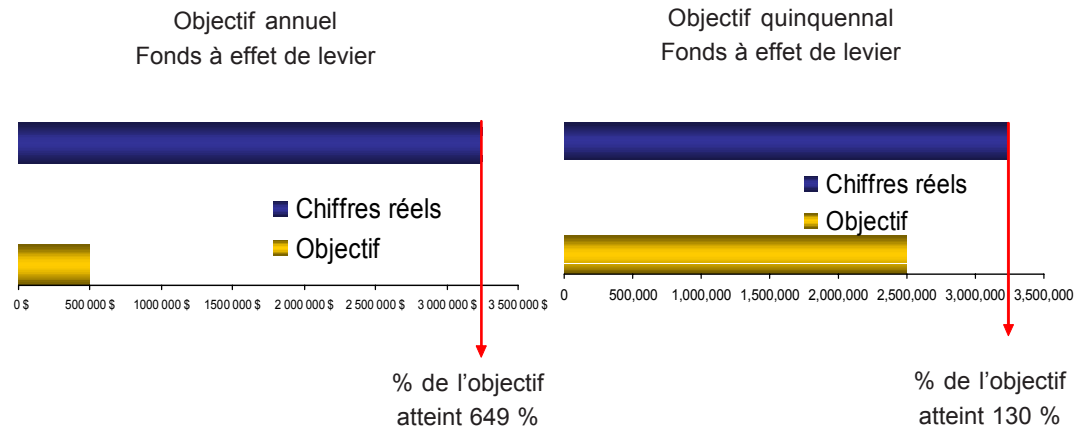 Objectif annuel
Fonds à effet de levier
Chiffres réels
Objectif
0 $ 500 000 $ 1000 000 $ 1 500 000 $ 2 000 000 $ 2 500 000 $ 3 000 000 $ 3 500 000 $
% de l’objectif
atteint 649 %
Objectif quinquennal
Fonds à effet de levier
Chiffres réels
Objectif
0 500,000 1,000,000 1,500,000 2,000,000 2,500,000 3,000,000 3,500,000
% de l’objectif
atteint 130 %